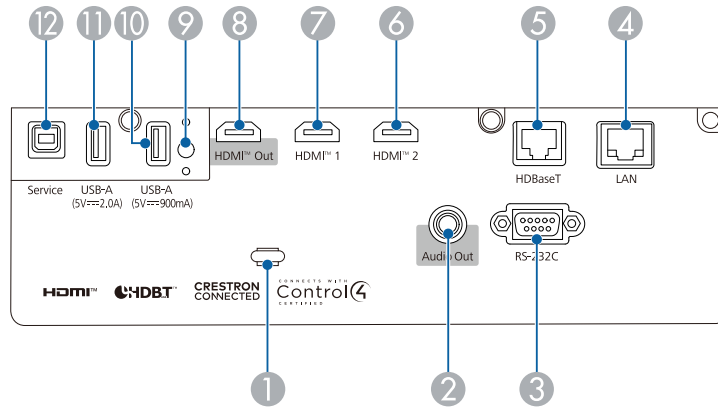 12 11 10 9 8 7 6 5 4
HDMI™ Out HDMI™ 1 HDMI™ 2
HDBaseT LAN
Service USB-A USB-A
(5V⎓2.0A) (5V⎓900mA)
Audio Out RS-232C
HDMI™ HDBT™ CRESTRON CONNECTS WITH
CONNECTED Control4
CERTIFIED
1 2 3